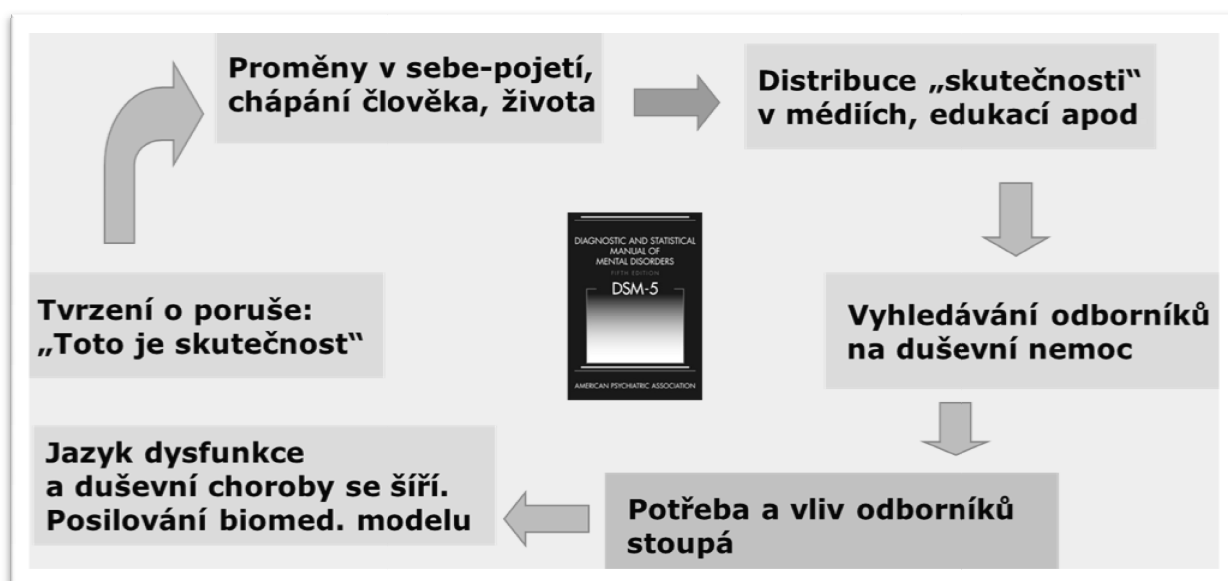 Proměny v sebe-pojetí,
chápání člověka, života
Distribuce „skutečnosti“
v médiích, edukací apod
Tvrzení o poruše:
„Toto je skutečnost“
DIAGNOSTIC AND STATISTICAL
MANUAL OF
MENTAL DISORDERS
FIFTH EDITION
DSM-5
AMERICAN PSYCHIATRIC ASSOCIATION
Vyhledávání odborníků
na duševní nemoc
Jazyk dysfunkce
a duševní choroby se šíří.
Posilování biomed. modelu
Potřeba a vliv odborníků
stoupá